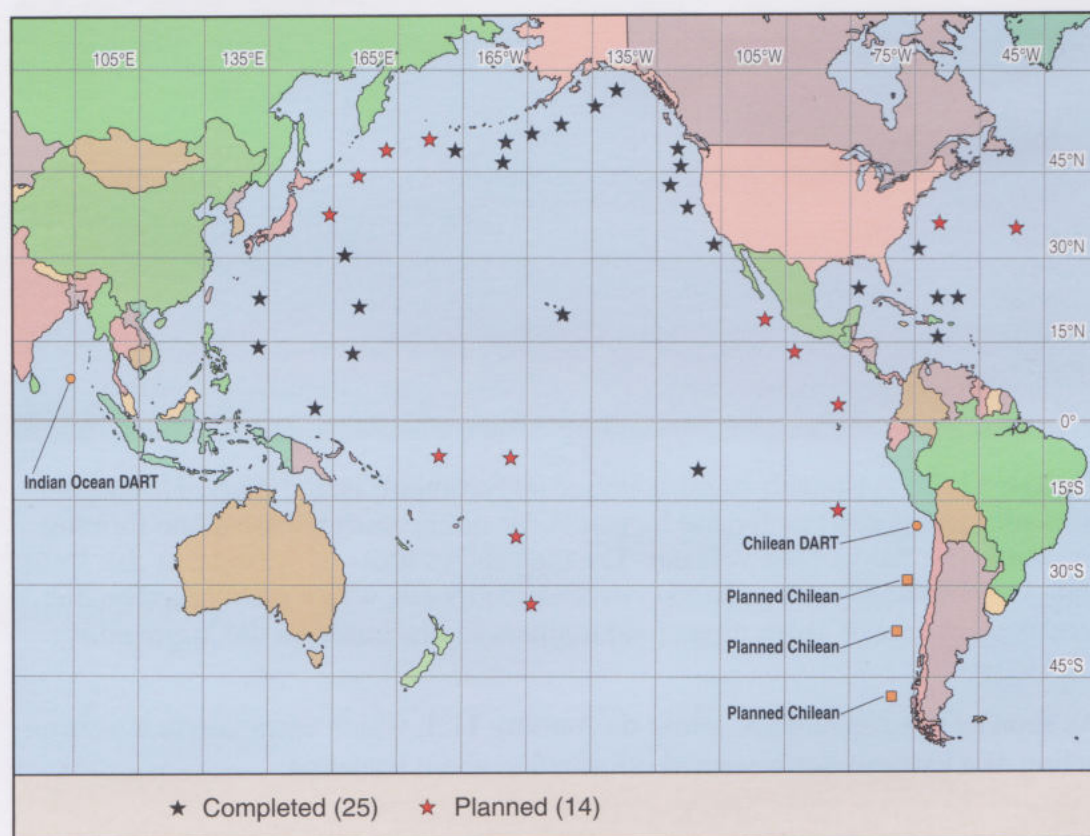 105°E 135°E 165°E 165°W 135°W 105°W 75°W 45°W
45°N
30°N
15°N
0°
Indian Ocean DART
15°S
Chilean DART
30°S
Planned Chilean
Planned Chilean
45°S
Planned Chilean
★ Completed (25) ★ Planned (14)